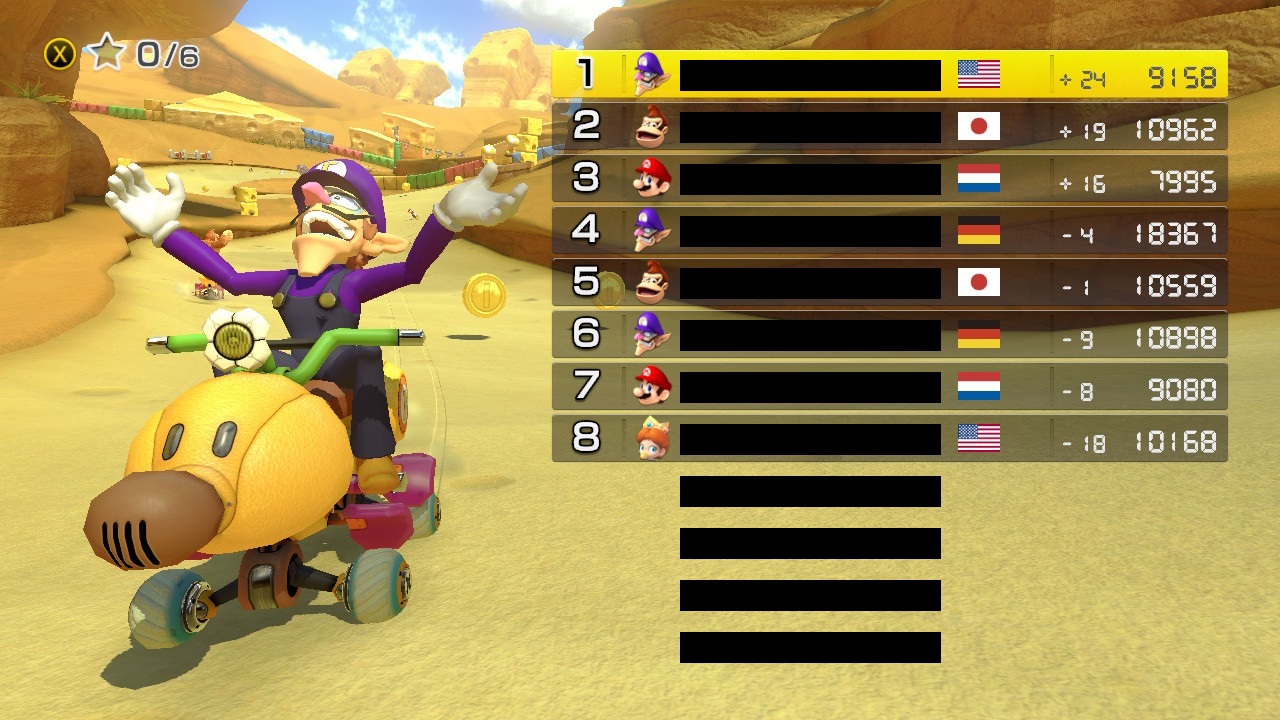 X 0/6
1 + 24 9158
2 + 19 10962
3 + 16 7995
4 - 4 18367
5 - 1 10559
6 - 9 10898
7 - 8 9080
8 - 18 10168